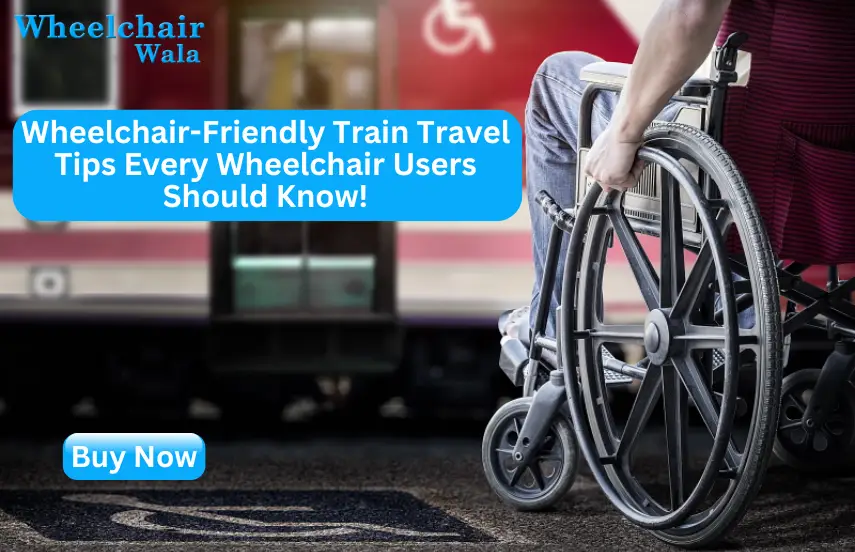 Wheelchair
Wala
Wheelchair-Friendly Train Travel
Tips Every Wheelchair Users
Should Know!
Buy Now